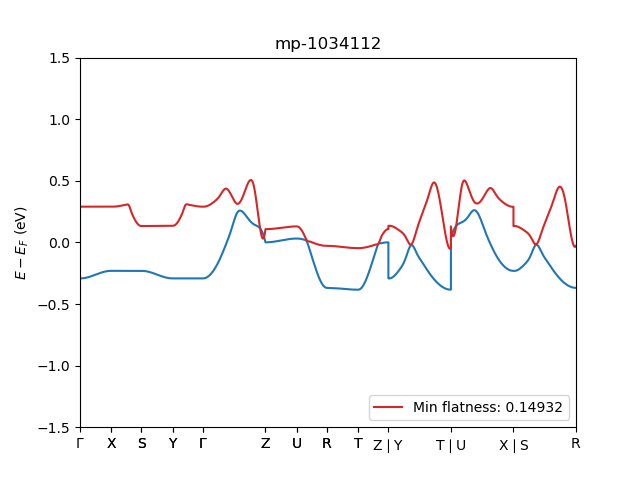 mp-1034112
E − E_F (eV)
1.5
1.0
0.5
0.0
−0.5
−1.0
−1.5
Min flatness: 0.14932
Γ X S Y Γ Z U R T Z | Y T | U X | S R